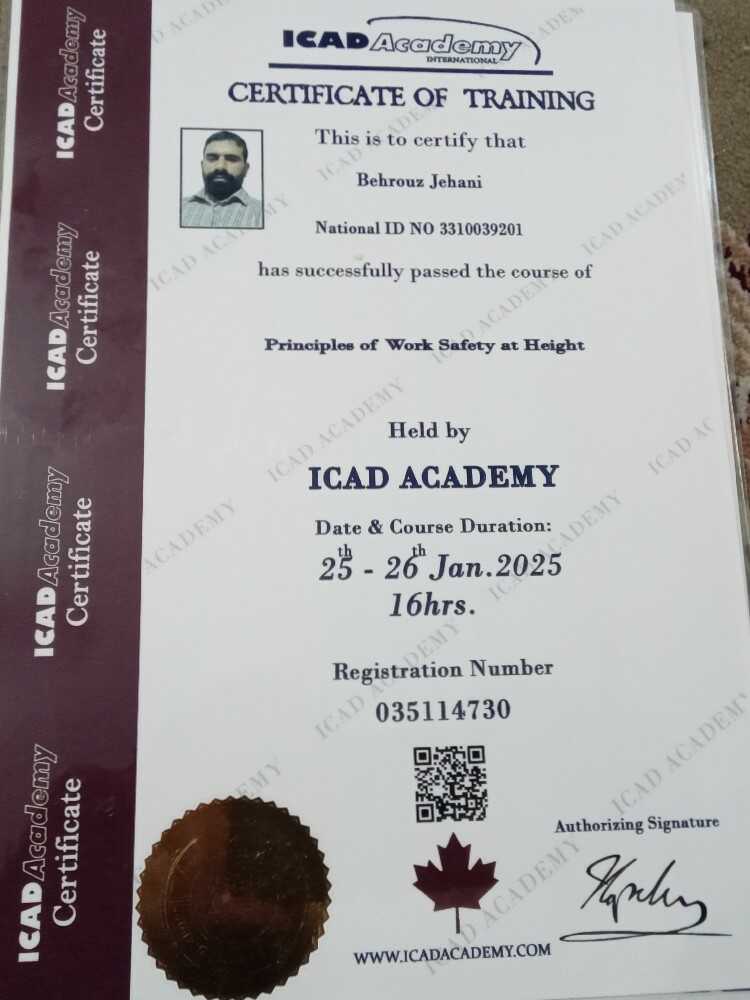 ICAD Academy
INTERNATIONAL
CERTIFICATE OF TRAINING
This is to certify that
Behrouz Jehani
National ID NO 3310039201
has successfully passed the course of
Principles of Work Safety at Height
Held by
ICAD ACADEMY
Date & Course Duration:
25th - 26th Jan.2025
16hrs.
Registration Number
035114730
Authorizing Signature
WWW.ICADACADEMY.COM
ICAD Academy
Certificate
ICAD Academy
Certificate
ICAD Academy
Certificate
ICAD Academy
Certificate
ICAD ACADEMY